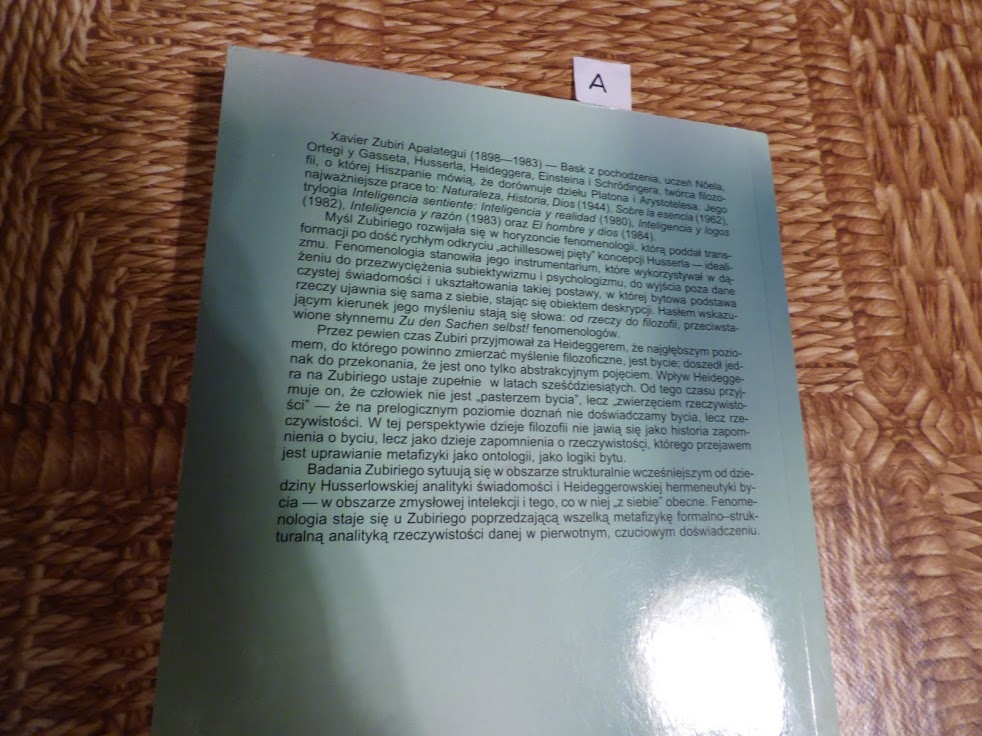 A
Xavier Zubiri Apalategui (1898—1983) — Bask z pochodzenia, uczeń Nöela,
Ortegi y Gasseta, Husserla, Heideggera, Einsteina i Schrödingera, twórca filozo-
fii, o której Hiszpanie mówią, że dorównuje dziełu Platona i Arystotelesa. Jego
najważniejsze prace to: Naturaleza, Historia, Dios (1944), Sobre la esencia (1962),
trylogia Inteligencia sentiente: Inteligencia y realidad (1980), Inteligencia y logos
(1982), Inteligencia y razón (1983) oraz El hombre y dios (1984).
Myśl Zubiriego rozwijała się w horyzoncie fenomenologii, którą poddał trans-
formacji po dość rychłym odkryciu „achillesowej pięty" koncepcji Husserla — ideali-
zmu. Fenomenologia stanowiła jego instrumentarium, które wykorzystywał w dą-
żeniu do przezwyciężenia subiektywizmu i psychologizmu, do wyjścia poza dane
czystej świadomości i ukształtowania takiej postawy, w której bytowa podstawa
rzeczy ujawnia się sama z siebie, stając się obiektem deskrypcji. Hasłem wskazu-
jącym kierunek jego myśleniu stają się słowa: od rzeczy do filozofii, przeciwsta-
wione słynnemu Zu den Sachen selbst! fenomenologów.
Przez pewien czas Zubiri przyjmował za Heideggerem, że najgłębszym pozio-
mem, do którego powinno zmierzać myślenie filozoficzne, jest bycie; doszedł jed-
nak do przekonania, że jest ono tylko abstrakcyjnym pojęciem. Wpływ Heidegge-
ra na Zubiriego ustaje zupełnie w latach sześćdziesiątych. Od tego czasu przyj-
muje on, że człowiek nie jest „pasterzem bycia", lecz „zwierzęciem rzeczywisto-
ści" — że na prelogicznym poziomie doznań nie doświadczamy bycia, lecz rze-
czywistości. W tej perspektywie dzieje filozofii nie jawią się jako historia zapom-
nienia o byciu, lecz jako dzieje zapomnienia o rzeczywistości, którego przejawem
jest uprawianie metafizyki jako ontologii, jako logiki bytu.
Badania Zubiriego sytuują się w obszarze strukturalnie wcześniejszym od dzie-
dziny Husserlowskiej analityki świadomości i Heideggerowskiej hermeneutyki by-
cia — w obszarze zmysłowej intelekcji i tego, co w niej „z siebie" obecne. Fenome-
nologia staje się u Zubiriego poprzedzającą wszelką metafizykę formalno–struk-
turalną analityką rzeczywistości danej w pierwotnym, czuciowym doświadczeniu.